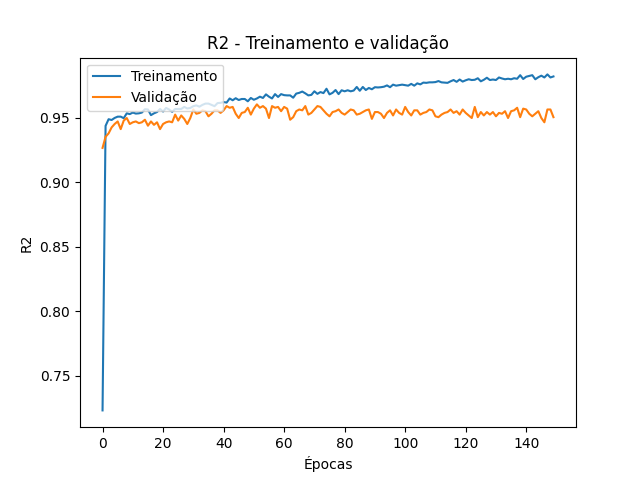 R2 - Treinamento e validação
Treinamento
Validação
0.95
0.90
0.85
0.80
0.75
R2
0 20 40 60 80 100 120 140
Épocas